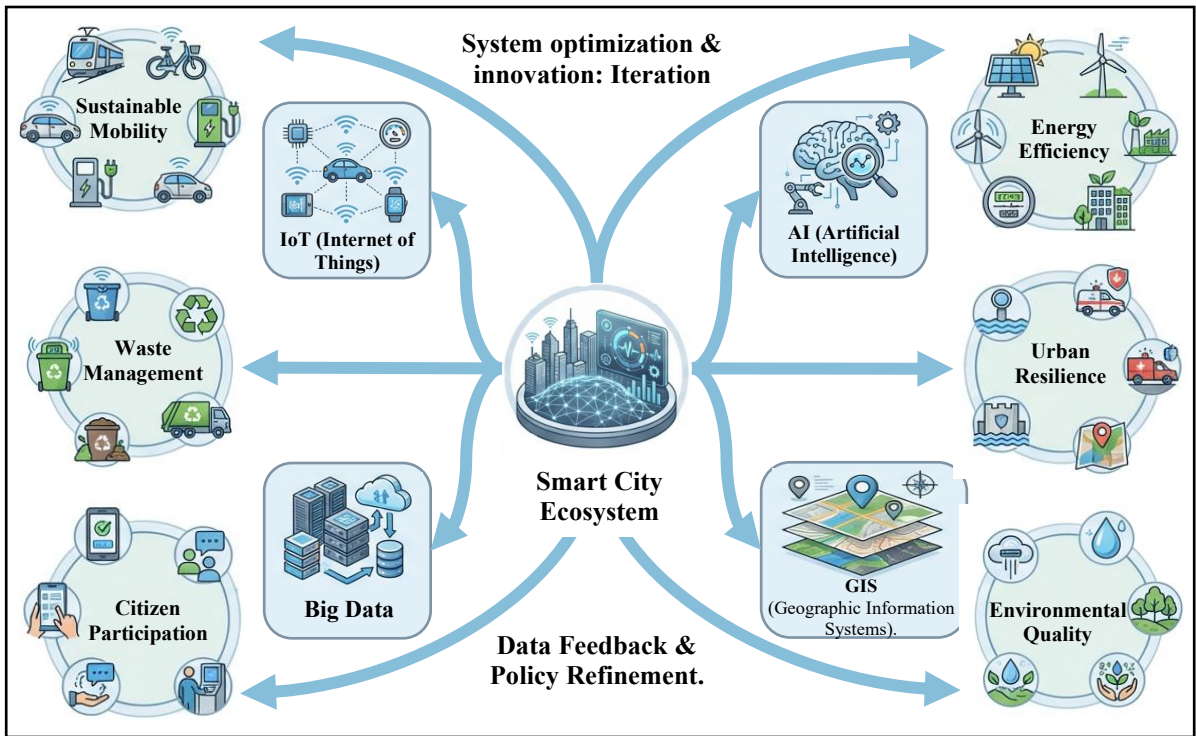 System optimization &
innovation: Iteration
Sustainable
Mobility
IoT (Internet of
Things)
AI (Artificial
Intelligence)
Energy
Efficiency
Waste
Management
Urban
Resilience
Smart City
Ecosystem
Big Data
GIS
(Geographic Information
Systems).
Citizen
Participation
Environmental
Quality
Data Feedback &
Policy Refinement.